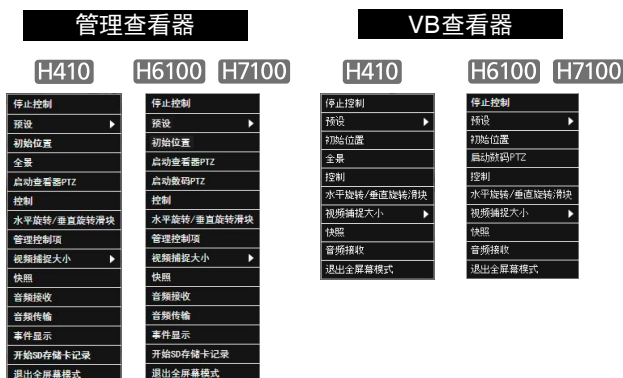 管理查看器
VB查看器
H410
H6100
H7100
H410
H6100
H7100
停止控制
预设
初始位置
全景
启动查看器PTZ
控制
水平旋转/垂直旋转滑块
管理控制项
视频捕捉大小
快照
音频接收
音频传输
事件显示
开始SD存储卡记录
退出全屏幕模式
停止控制
预设
初始位置
启动查看器PTZ
启动数码PTZ
控制
水平旋转/垂直旋转滑块
管理控制项
视频捕捉大小
快照
音频接收
音频传输
事件显示
开始SD存储卡记录
退出全屏幕模式
停止控制
预设
初始位置
全景
控制
水平旋转/垂直旋转滑块
视频捕捉大小
快照
音频接收
退出全屏幕模式
停止控制
预设
初始位置
启动数码PTZ
控制
水平旋转/垂直旋转滑块
视频捕捉大小
快照
音频接收
退出全屏幕模式